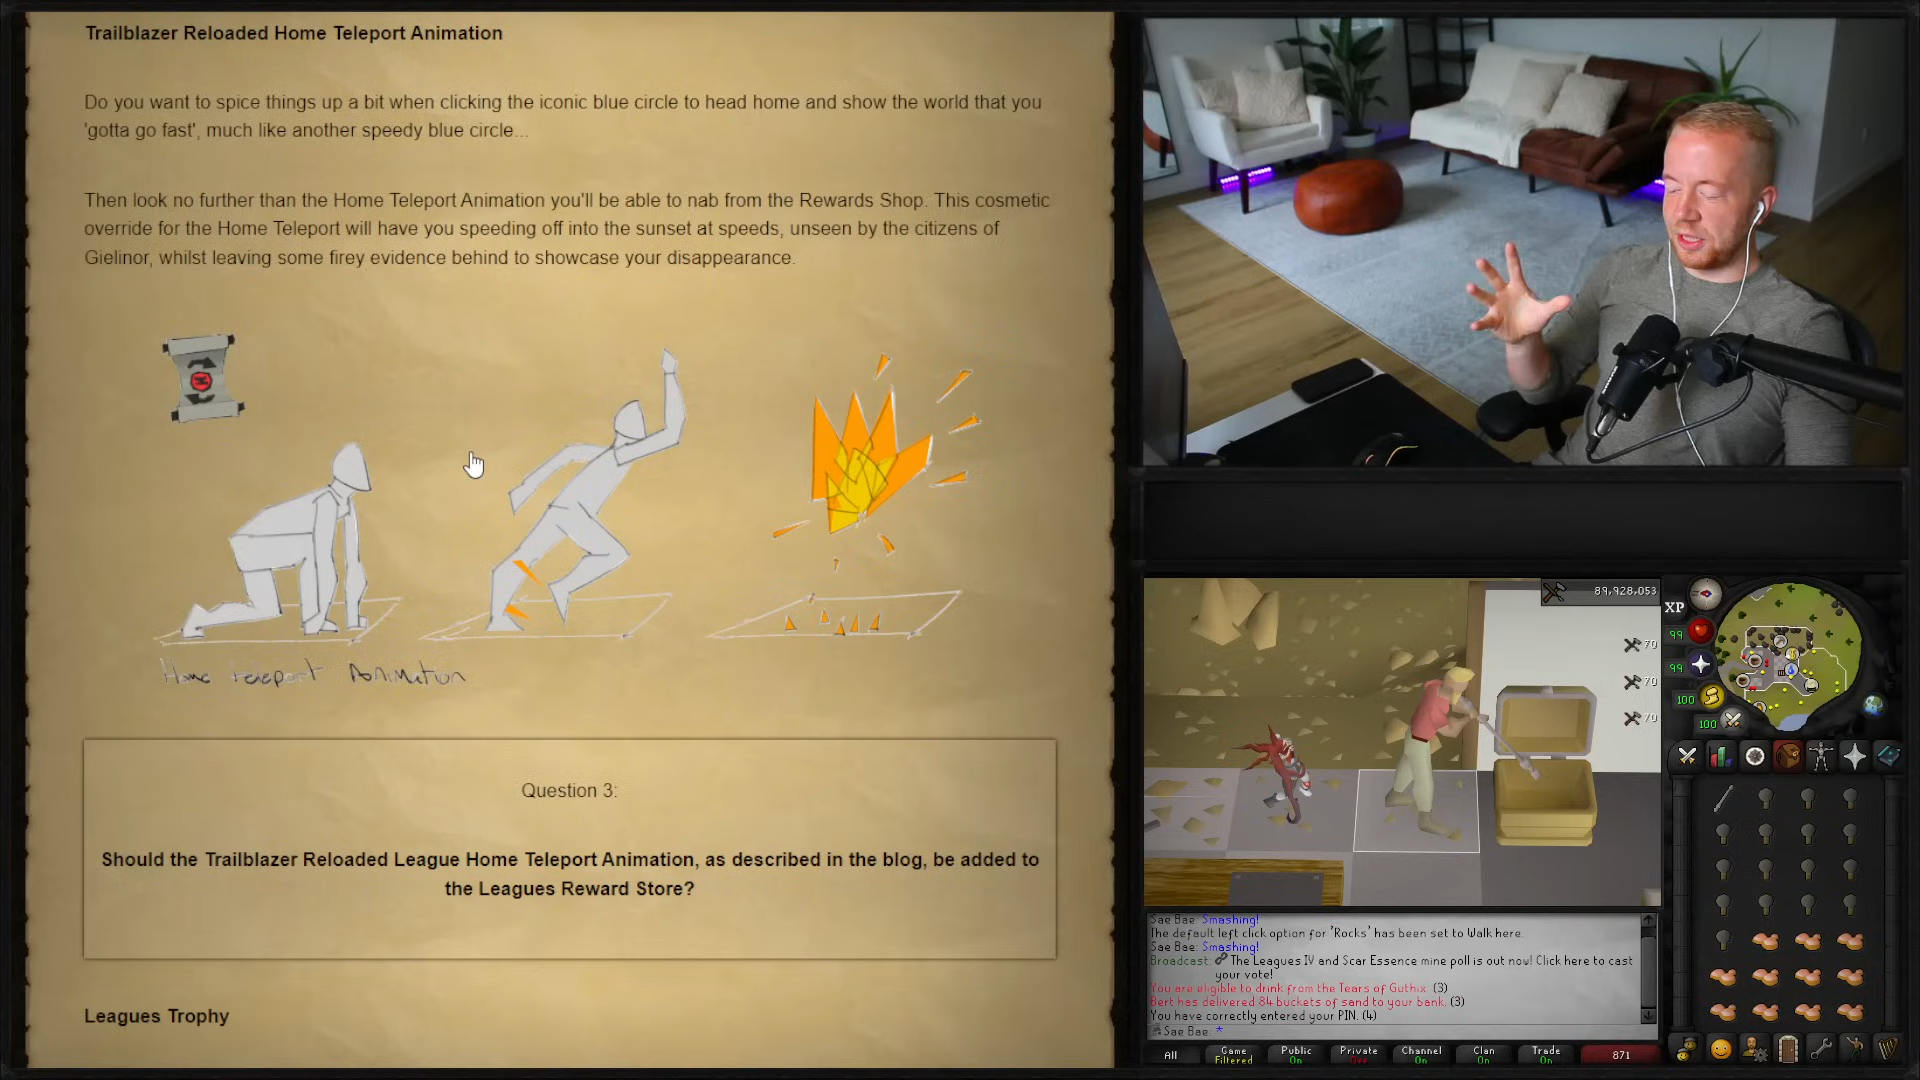 Trailblazer Reloaded Home Teleport Animation
Do you want to spice things up a bit when clicking the iconic blue circle to head home and show the world that you
'gotta go fast', much like another speedy blue circle...
Then look no further than the Home Teleport Animation you'll be able to nab from the Rewards Shop. This cosmetic
override for the Home Teleport will have you speeding off into the sunset at speeds, unseen by the citizens of
Gielinor, whilst leaving some firey evidence behind to showcase your disappearance.
Home teleport Animation
Question 3:
Should the Trailblazer Reloaded League Home Teleport Animation, as described in the blog, be added to
the Leagues Reward Store?
Leagues Trophy
89,928,053
XP
99
99
100
100
70
70
70
Sae Bae: Smashing!
The default left click option for 'Rocks' has been set to Walk here.
Sae Bae: Smashing!
Broadcast: The Leagues IV and Scar Essence mine poll is out now! Click here to cast
your vote!
You are eligible to drink from the Tears of Guthix. (3)
Bert has delivered 84 buckets of sand to your bank. (3)
You have correctly entered your PIN. (4)
Sae Bae: *
All
Game
Filtered
Public
On
Private
Off
Channel
On
Clan
On
Trade
On
871